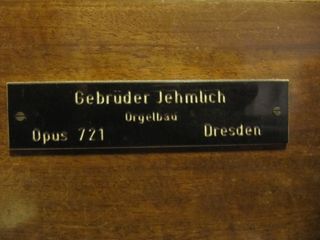 Gebrüder Jehmlich
Orgelbau
Opus 721 Dresden